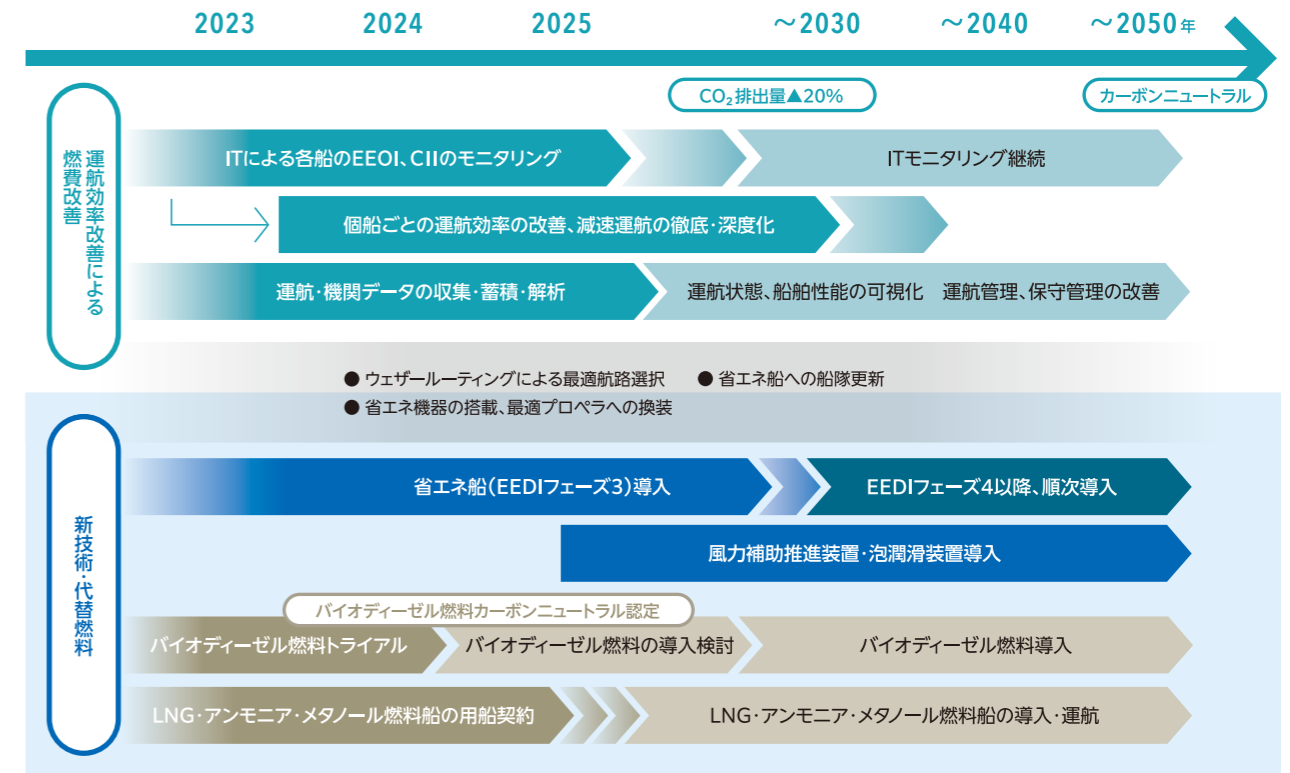 2023
2024
2025
～2030
～2040
～2050年
CO₂排出量▲20%
カーボンニュートラル
運航効率改善による
燃費改善
ITによる各船のEEOI、CIIのモニタリング
ITモニタリング継続
個船ごとの運航効率の改善、減速運航の徹底・深度化
運航・機関データの収集・蓄積・解析
運航状態、船舶性能の可視化　運航管理、保守管理の改善
● ウェザールーティングによる最適航路選択
● 省エネ船への船隊更新
● 省エネ機器の搭載、最適プロペラへの換装
新技術・代替燃料
省エネ船（EEDIフェーズ3）導入
EEDIフェーズ4以降、順次導入
風力補助推進装置・泡潤滑装置導入
バイオディーゼル燃料カーボンニュートラル認定
バイオディーゼル燃料トライアル
バイオディーゼル燃料の導入検討
バイオディーゼル燃料導入
LNG・アンモニア・メタノール燃料船の用船契約
LNG・アンモニア・メタノール燃料船の導入・運航